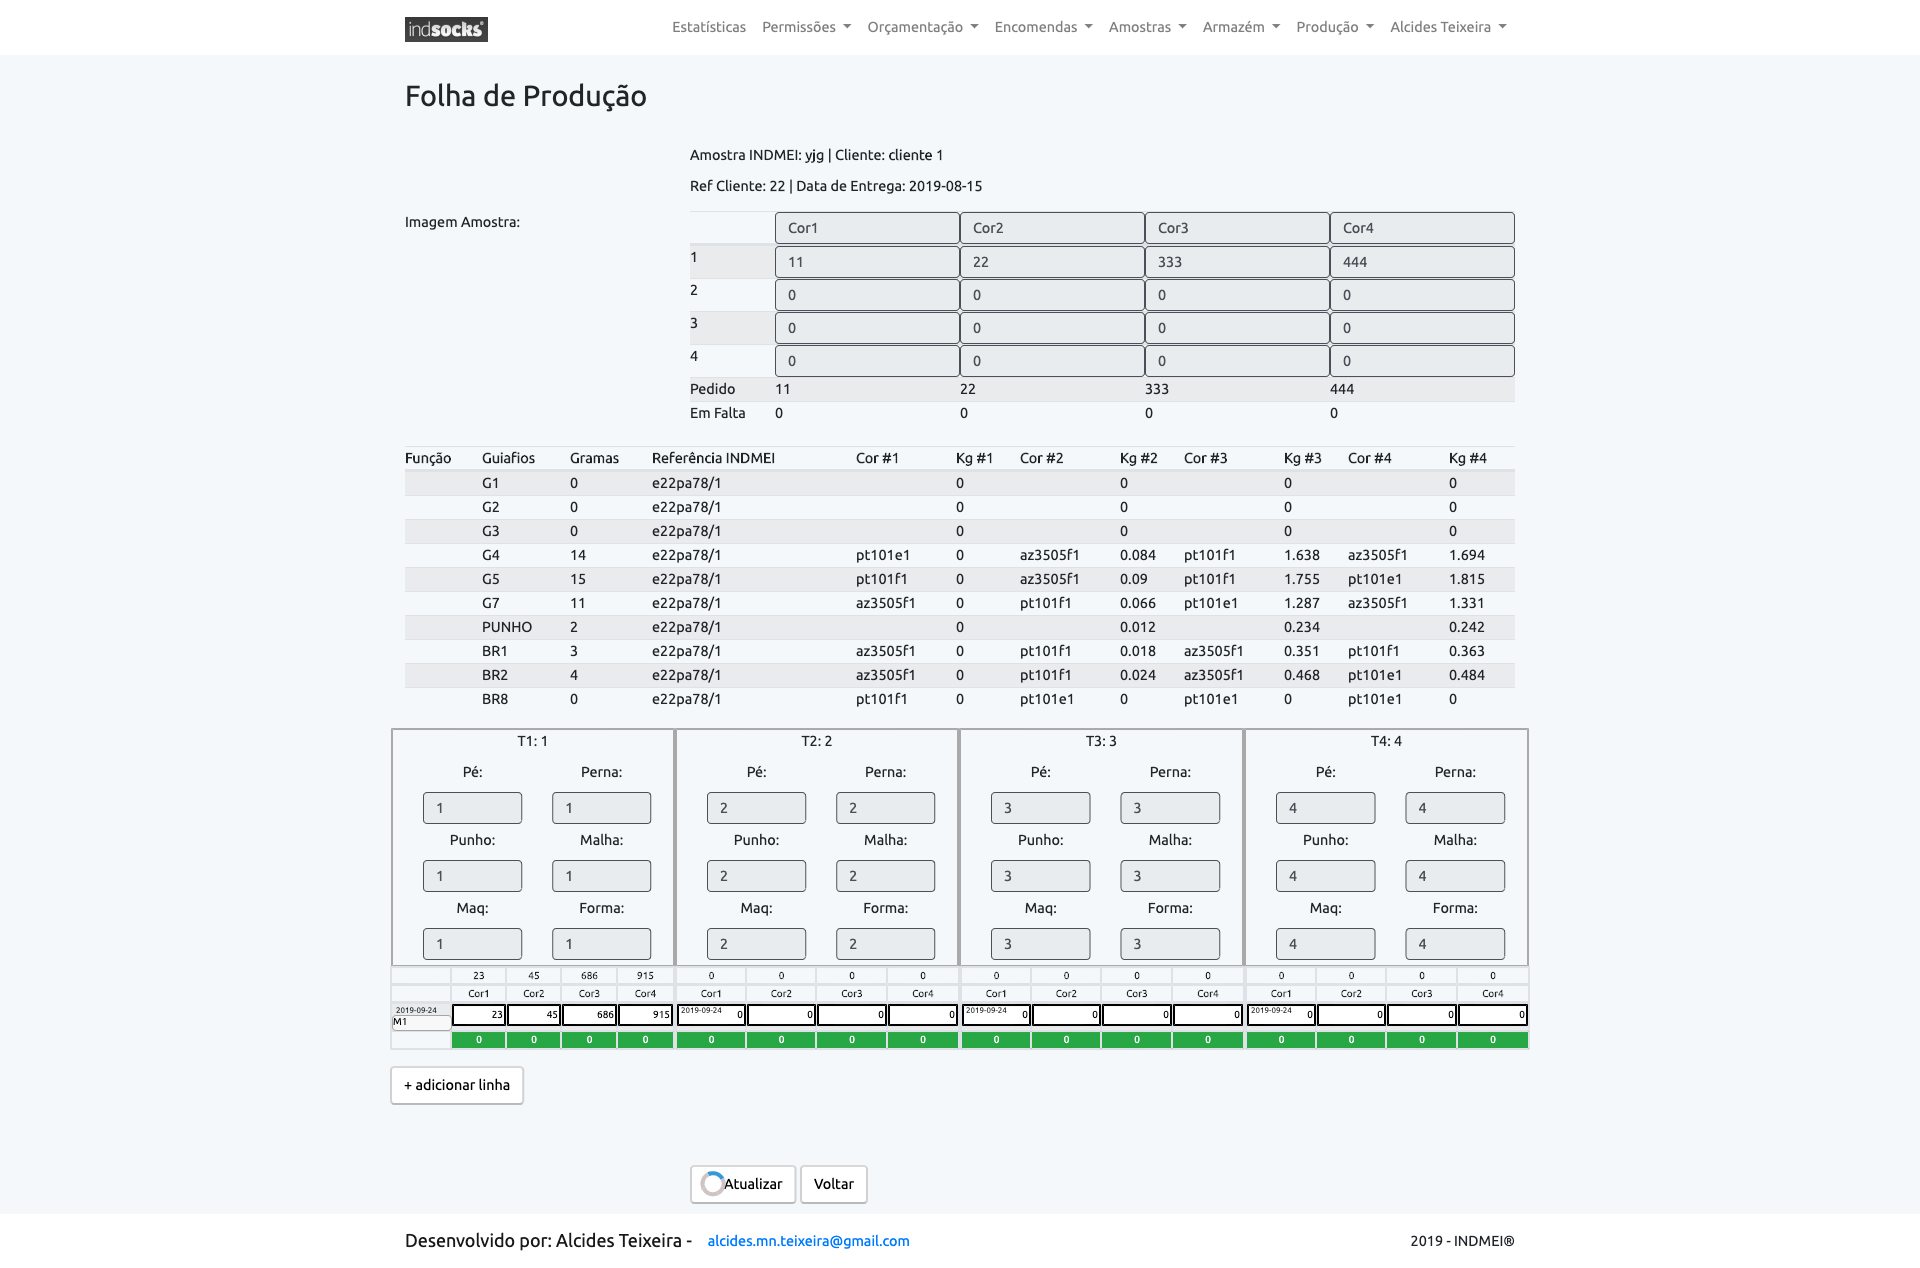 indsocks®
Estatísticas Permissões Orçamentação Encomendas Amostras Armazém Produção Alcides Teixeira
Folha de Produção
Amostra INDMEI: yjg | Cliente: cliente 1
Ref Cliente: 22 | Data de Entrega: 2019-08-15
Imagem Amostra:
Cor1 Cor2 Cor3 Cor4
1 11 22 333 444
2 0 0 0 0
3 0 0 0 0
4 0 0 0 0
Pedido 11 22 333 444
Em Falta 0 0 0 0
Função Guiafios Gramas Referência INDMEI Cor #1 Kg #1 Cor #2 Kg #2 Cor #3 Kg #3 Cor #4 Kg #4
G1 0 e22pa78/1 0 0 0 0
G2 0 e22pa78/1 0 0 0 0
G3 0 e22pa78/1 0 0 0 0
G4 14 e22pa78/1 pt101e1 0 az3505f1 0.084 pt101f1 1.638 az3505f1 1.694
G5 15 e22pa78/1 pt101f1 0 az3505f1 0.09 pt101f1 1.755 pt101e1 1.815
G7 11 e22pa78/1 az3505f1 0 pt101f1 0.066 pt101e1 1.287 az3505f1 1.331
PUNHO 2 e22pa78/1 0 0.012 0.234 0.242
BR1 3 e22pa78/1 az3505f1 0 pt101f1 0.018 az3505f1 0.351 pt101f1 0.363
BR2 4 e22pa78/1 az3505f1 0 pt101f1 0.024 az3505f1 0.468 pt101e1 0.484
BR8 0 e22pa78/1 pt101f1 0 pt101e1 0 pt101e1 0 pt101e1 0
T1: 1 T2: 2 T3: 3 T4: 4
Pé: Perna: Pé: Perna: Pé: Perna: Pé: Perna:
1 1 2 2 3 3 4 4
Punho: Malha: Punho: Malha: Punho: Malha: Punho: Malha:
1 1 2 2 3 3 4 4
Maq: Forma: Maq: Forma: Maq: Forma: Maq: Forma:
1 1 2 2 3 3 4 4
23 45 686 915 0 0 0 0 0 0 0 0 0 0 0 0
Cor1 Cor2 Cor3 Cor4 Cor1 Cor2 Cor3 Cor4 Cor1 Cor2 Cor3 Cor4 Cor1 Cor2 Cor3 Cor4
2019-09-24 23 45 686 915 2019-09-24 0 0 0 0 2019-09-24 0 0 0 0 2019-09-24 0 0 0 0
M1
0 0 0 0 0 0 0 0 0 0 0 0 0 0 0 0
+ adicionar linha
Atualizar Voltar
Desenvolvido por: Alcides Teixeira - alcides.mn.teixeira@gmail.com 2019 - INDMEI®